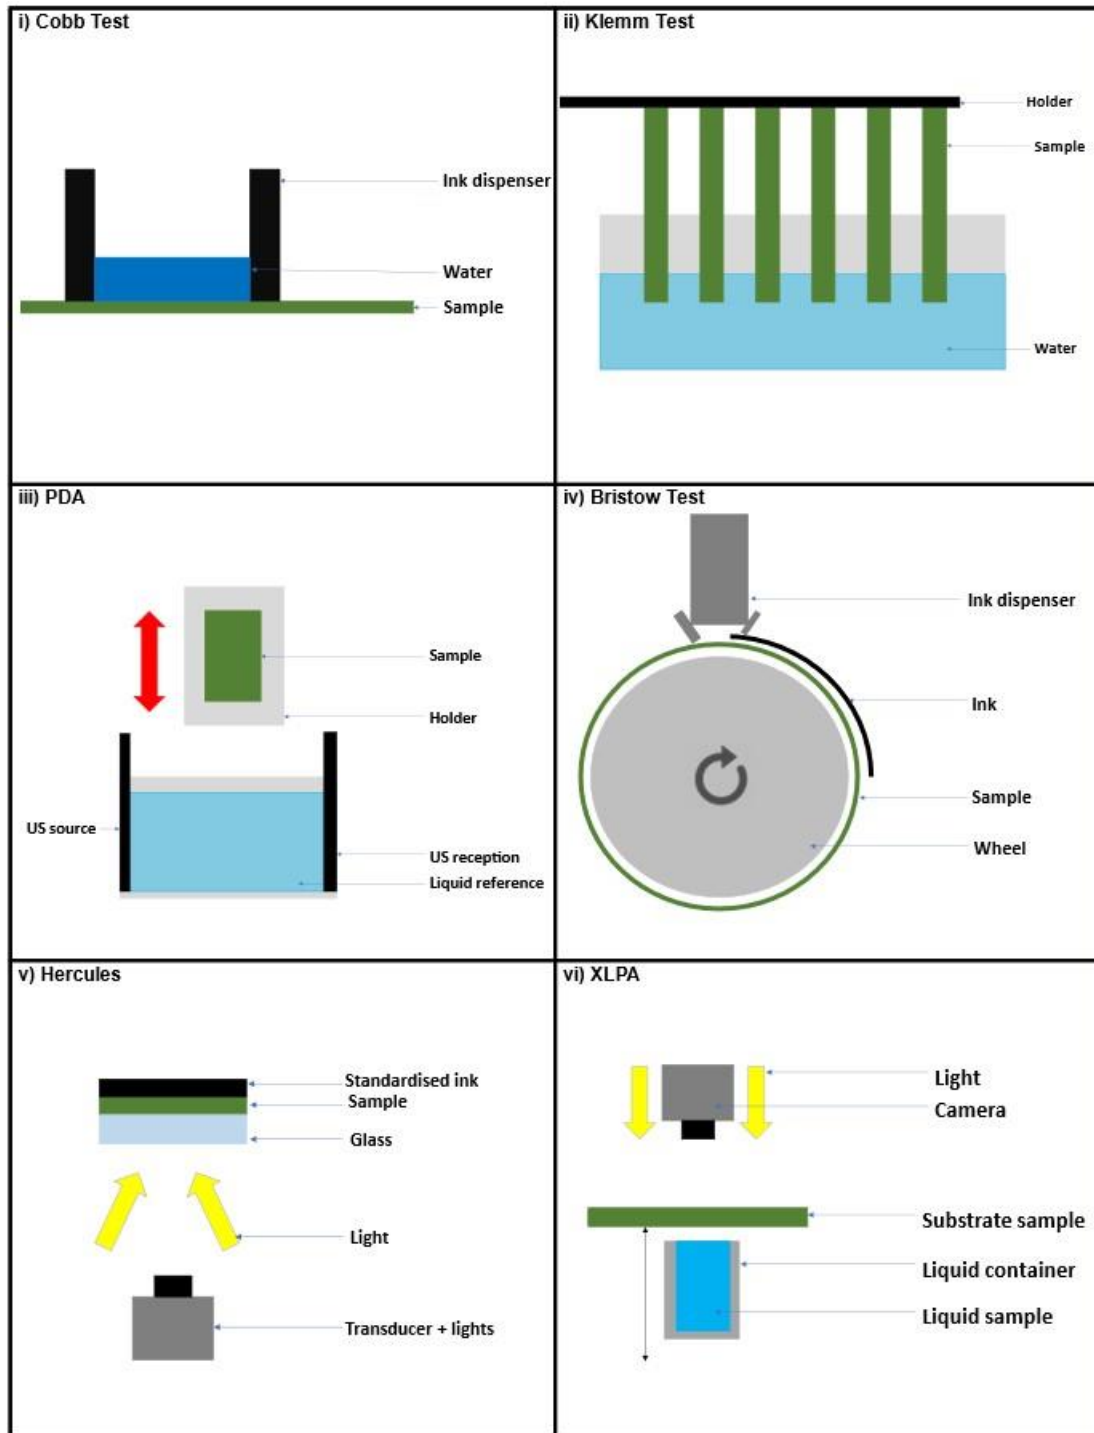 i) Cobb Test
Ink dispenser
Water
Sample
ii) Klemm Test
Holder
Sample
Water
iii) PDA
Sample
Holder
US source
US reception
Liquid reference
iv) Bristow Test
Ink dispenser
Ink
Sample
Wheel
v) Hercules
Standardised ink
Sample
Glass
Light
Transducer + lights
vi) XLPA
Light
Camera
Substrate sample
Liquid container
Liquid sample